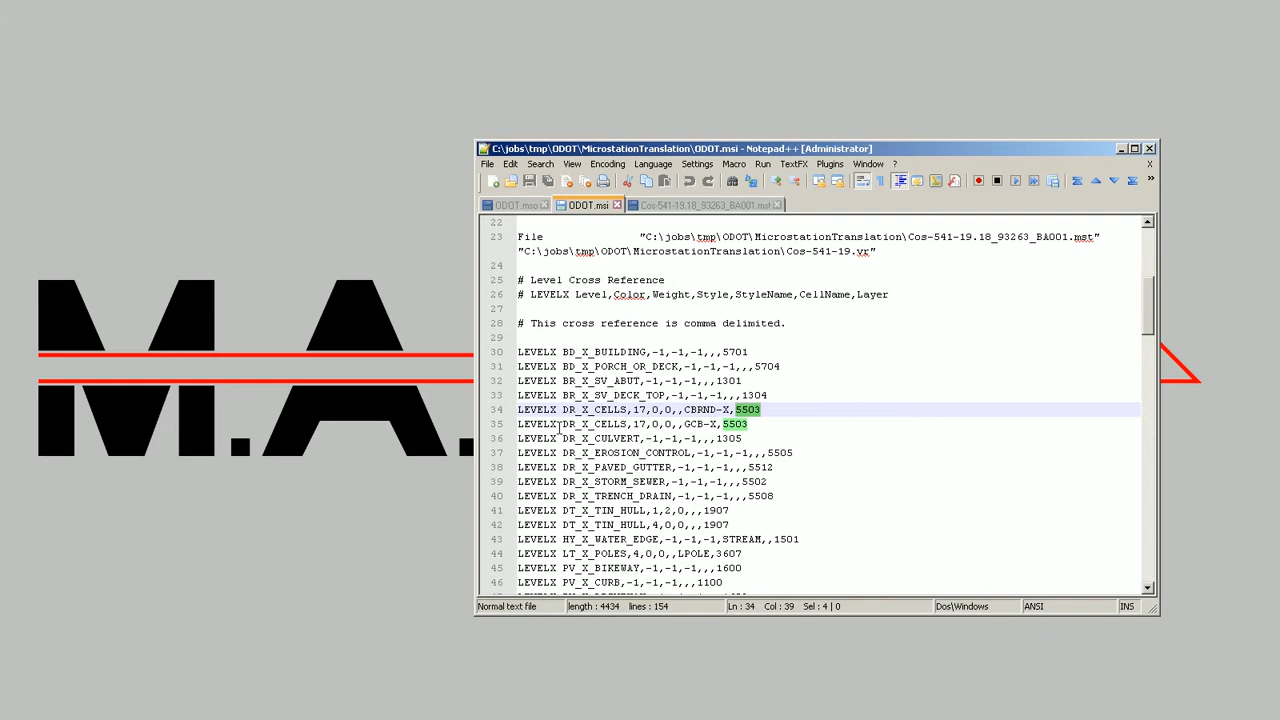 M.A.
C:\jobs\tmp\ODOT\MicrostationTranslation\ODOT.msi - Notepad++ [Administrator]
File Edit Search View Encoding Language Settings Macro Run TextFX Plugins Window ? X
ODOT.mso ODOT.msi Cos-541-19.18_93263_BA001.mst
22
23 File "C:\jobs\tmp\ODOT\MicrostationTranslation\Cos-541-19.18_93263_BA001.mst"
"C:\jobs\tmp\ODOT\MicrostationTranslation\Cos-541-19.vr"
24
25 # Level Cross Reference
26 # LEVELX Level,Color,Weight,Style,StyleName,CellName,Layer
27
28 # This cross reference is comma delimited.
29
30 LEVELX BD_X_BUILDING,-1,-1,-1,,,5701
31 LEVELX BD_X_PORCH_OR_DECK,-1,-1,-1,,,5704
32 LEVELX BR_X_SV_ABUT,-1,-1,-1,,,1301
33 LEVELX BR_X_SV_DECK_TOP,-1,-1,-1,,,1304
34 LEVELX DR_X_CELLS,17,0,0,,CBRND-X,5503
35 LEVELX DR_X_CELLS,17,0,0,,GCB-X,5503
36 LEVELX DR_X_CULVERT,-1,-1,-1,,,1305
37 LEVELX DR_X_EROSION_CONTROL,-1,-1,-1,,,5505
38 LEVELX DR_X_PAVED_GUTTER,-1,-1,-1,,,5512
39 LEVELX DR_X_STORM_SEWER,-1,-1,-1,,,5502
40 LEVELX DR_X_TRENCH_DRAIN,-1,-1,-1,,,5508
41 LEVELX DT_X_TIN_HULL,1,2,0,,,1907
42 LEVELX DT_X_TIN_HULL,4,0,0,,,1907
43 LEVELX HY_X_WATER_EDGE,-1,-1,-1,STREAM,,1501
44 LEVELX LT_X_POLES,4,0,0,,LPOLE,3607
45 LEVELX PV_X_BIKEWAY,-1,-1,-1,,,1600
46 LEVELX PV_X_CURB,-1,-1,-1,,,1100
Normal text file length : 4434 lines : 154 Ln : 34 Col : 39 Sel : 4 | 0 Dos\Windows ANSI INS